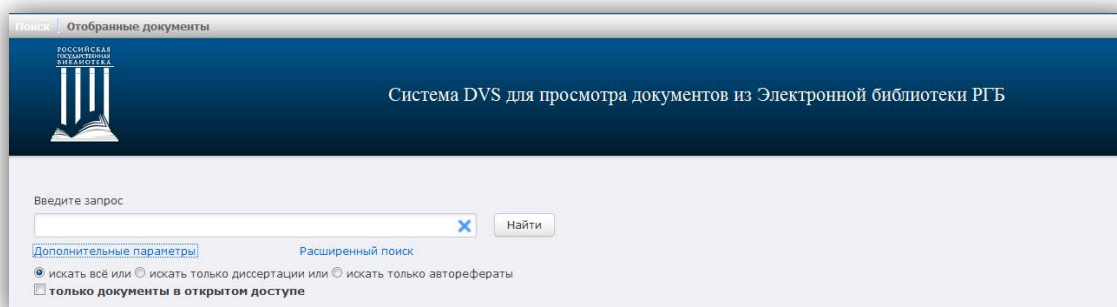 Поиск Отобранные документы
РОССИЙСКАЯ
ГОСУДАРСТВЕННАЯ
БИБЛИОТЕКА
Система DVS для просмотра документов из Электронной библиотеки РГБ
Введите запрос
Найти
Дополнительные параметры Расширенный поиск
искать всё или искать только диссертации или искать только авторефераты
только документы в открытом доступе